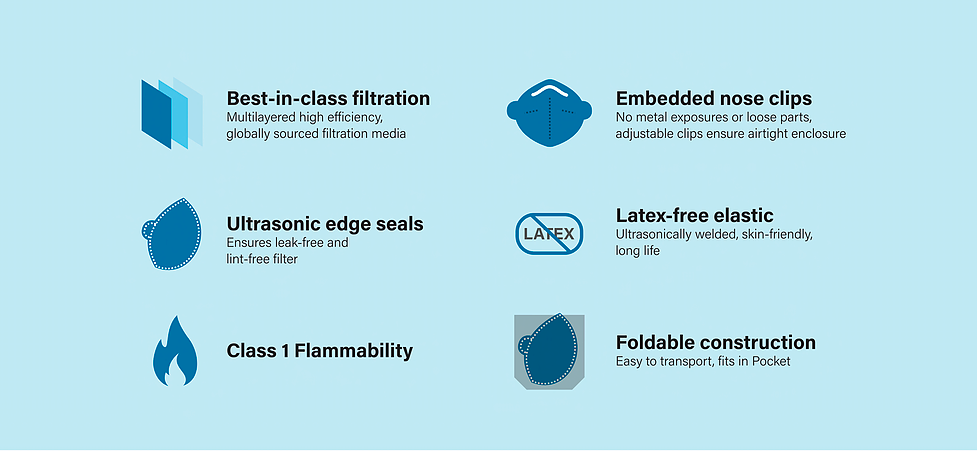 Best-in-class filtration
Multilayered high efficiency,
globally sourced filtration media
Embedded nose clips
No metal exposures or loose parts,
adjustable clips ensure airtight enclosure
Ultrasonic edge seals
Ensures leak-free and
lint-free filter
LATEX
Latex-free elastic
Ultrasonically welded, skin-friendly,
long life
Class 1 Flammability
Foldable construction
Easy to transport, fits in Pocket